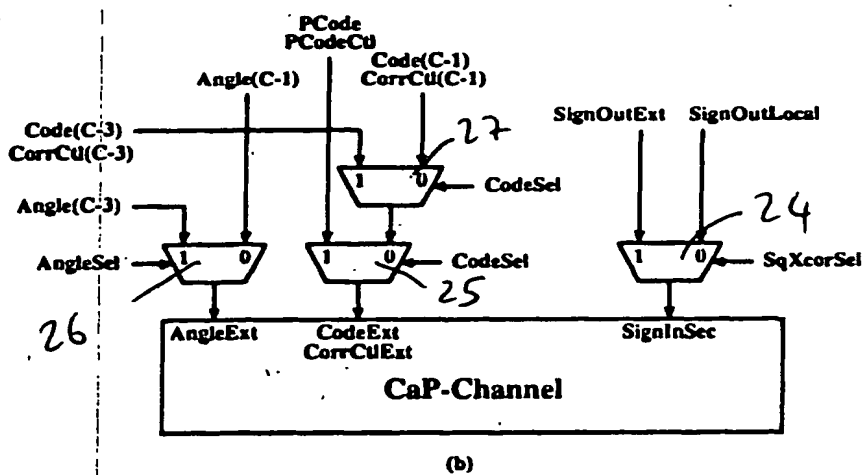 PCode
PCodeCtl
Code(C-1)
CorrCtl(C-1)
Angle(C-1)
Code(C-3)
CorrCtl(C-3)
27
SignOutExt SignOutLocal
1 0
CodeSel
Angle(C-3)
24
1 0
1 0
1 0
AngleSel
CodeSel
SqXcorSel
26
25
AngleExt
CodeExt
CorrCtlExt
SignInSec
CaP-Channel
(b)